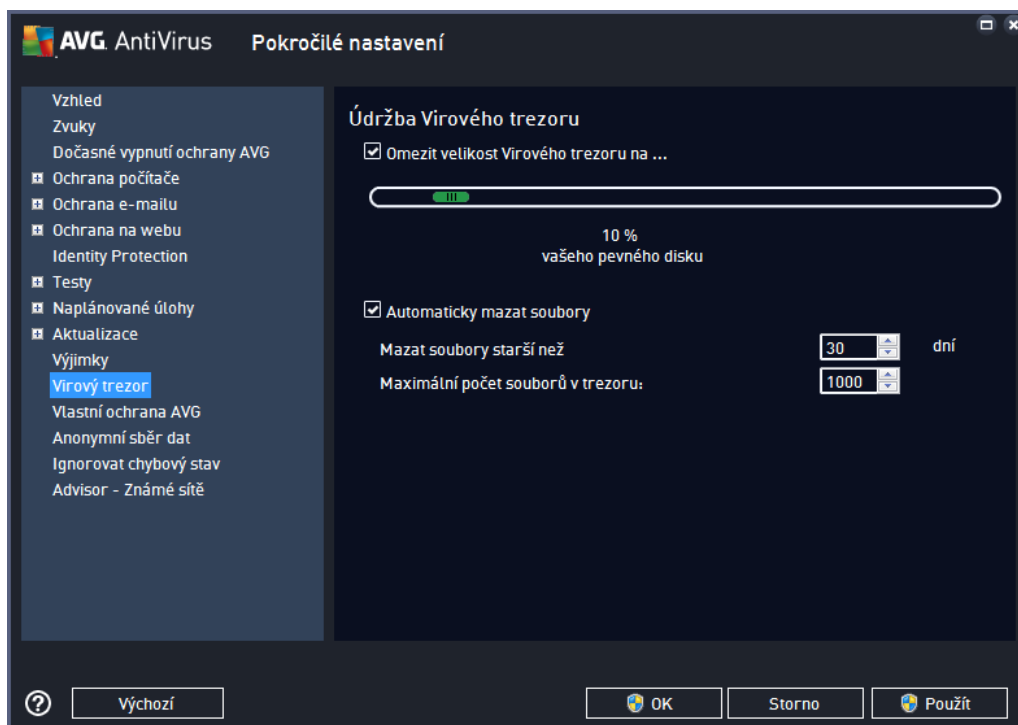 AVG. AntiVirus Pokročilé nastavení
Vzhled
Zvuky
Dočasné vypnutí ochrany AVG
Ochrana počítače
Ochrana e-mailu
Ochrana na webu
Identity Protection
Testy
Naplánované úlohy
Aktualizace
Výjimky
Virový trezor
Vlastní ochrana AVG
Anonymní sběr dat
Ignorovat chybový stav
Advisor - Známé sítě
Údržba Virového trezoru
Omezit velikost Virového trezoru na ...
10 %
vašeho pevného disku
Automaticky mazat soubory
Mazat soubory starší než 30 dní
Maximální počet souborů v trezoru: 1000
Výchozí OK Storno Použít